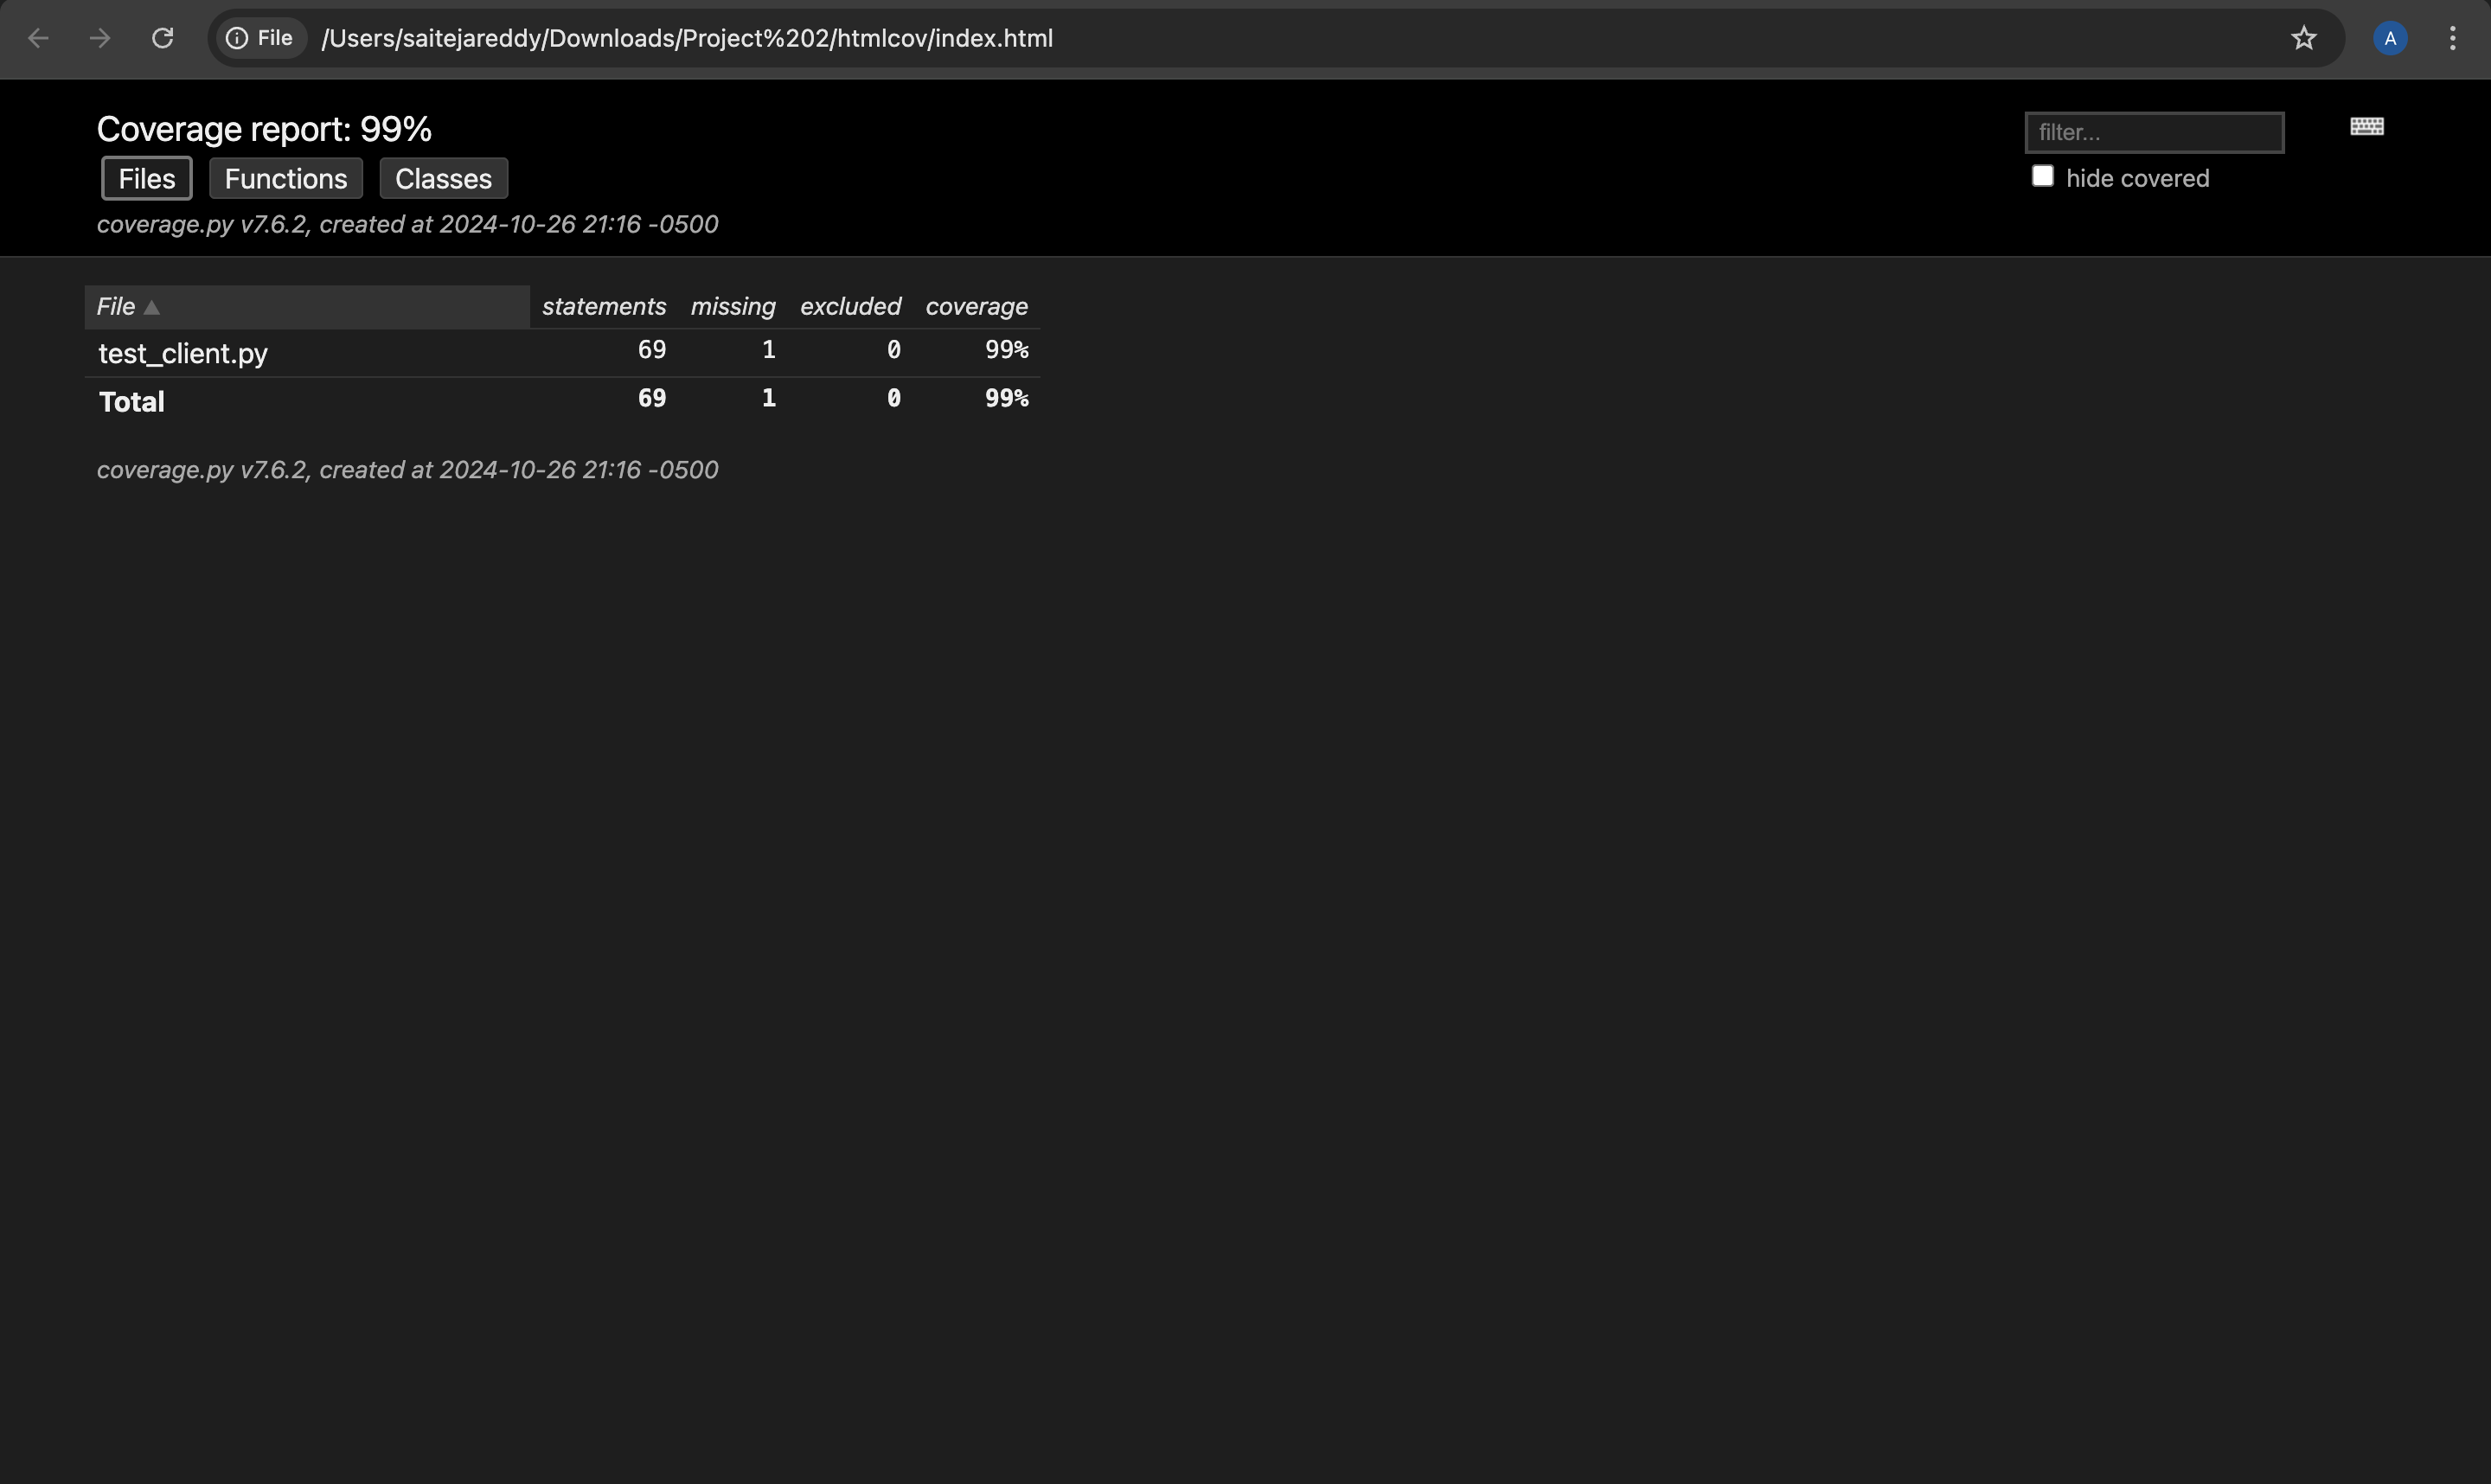 File /Users/saitejareddy/Downloads/Project%202/htmlcov/index.html A
Coverage report: 99%
filter...
Files Functions Classes
hide covered
coverage.py v7.6.2, created at 2024-10-26 21:16 -0500
File statements missing excluded coverage
test_client.py 69 1 0 99%
Total 69 1 0 99%
coverage.py v7.6.2, created at 2024-10-26 21:16 -0500